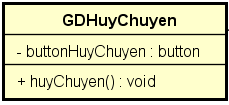 GDHuyChuyen
- buttonHuyChuyen : button
+ huyChuyen() : void